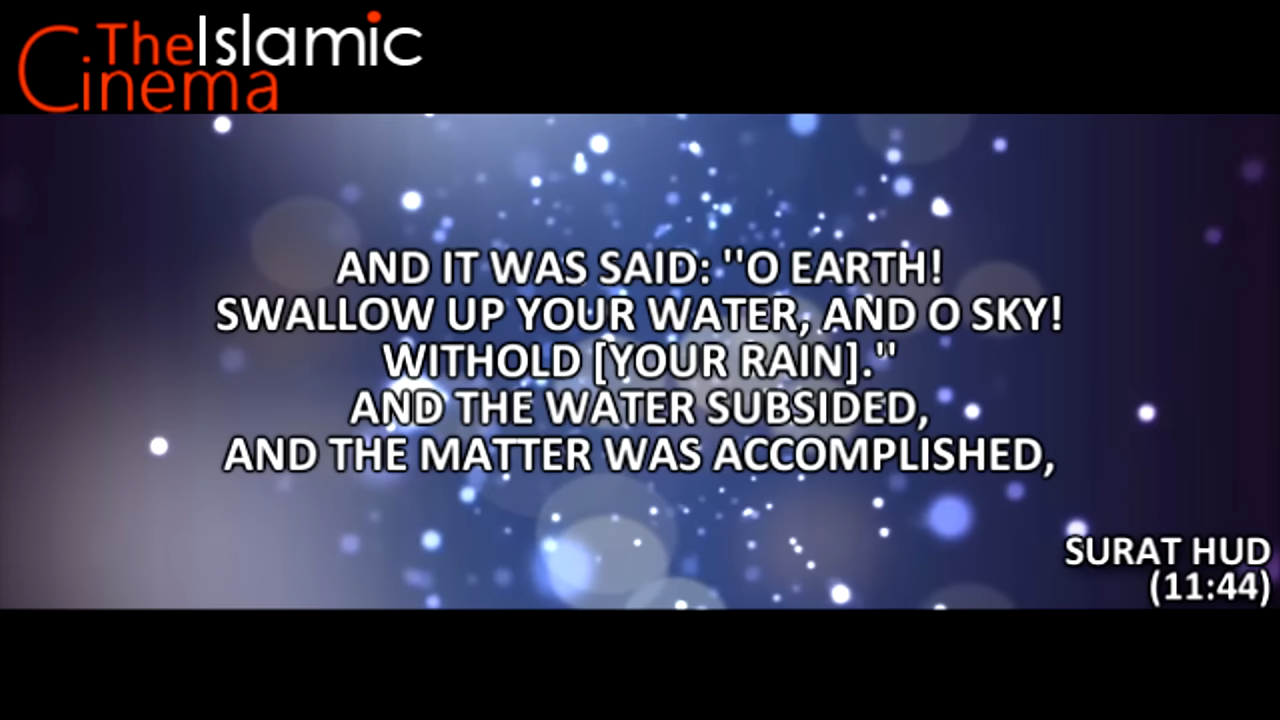 TheIslamic
Cinema
AND IT WAS SAID: "O EARTH!
SWALLOW UP YOUR WATER, AND O SKY!
WITHOLD [YOUR RAIN]."
AND THE WATER SUBSIDED,
AND THE MATTER WAS ACCOMPLISHED,
SURAT HUD
(11:44)